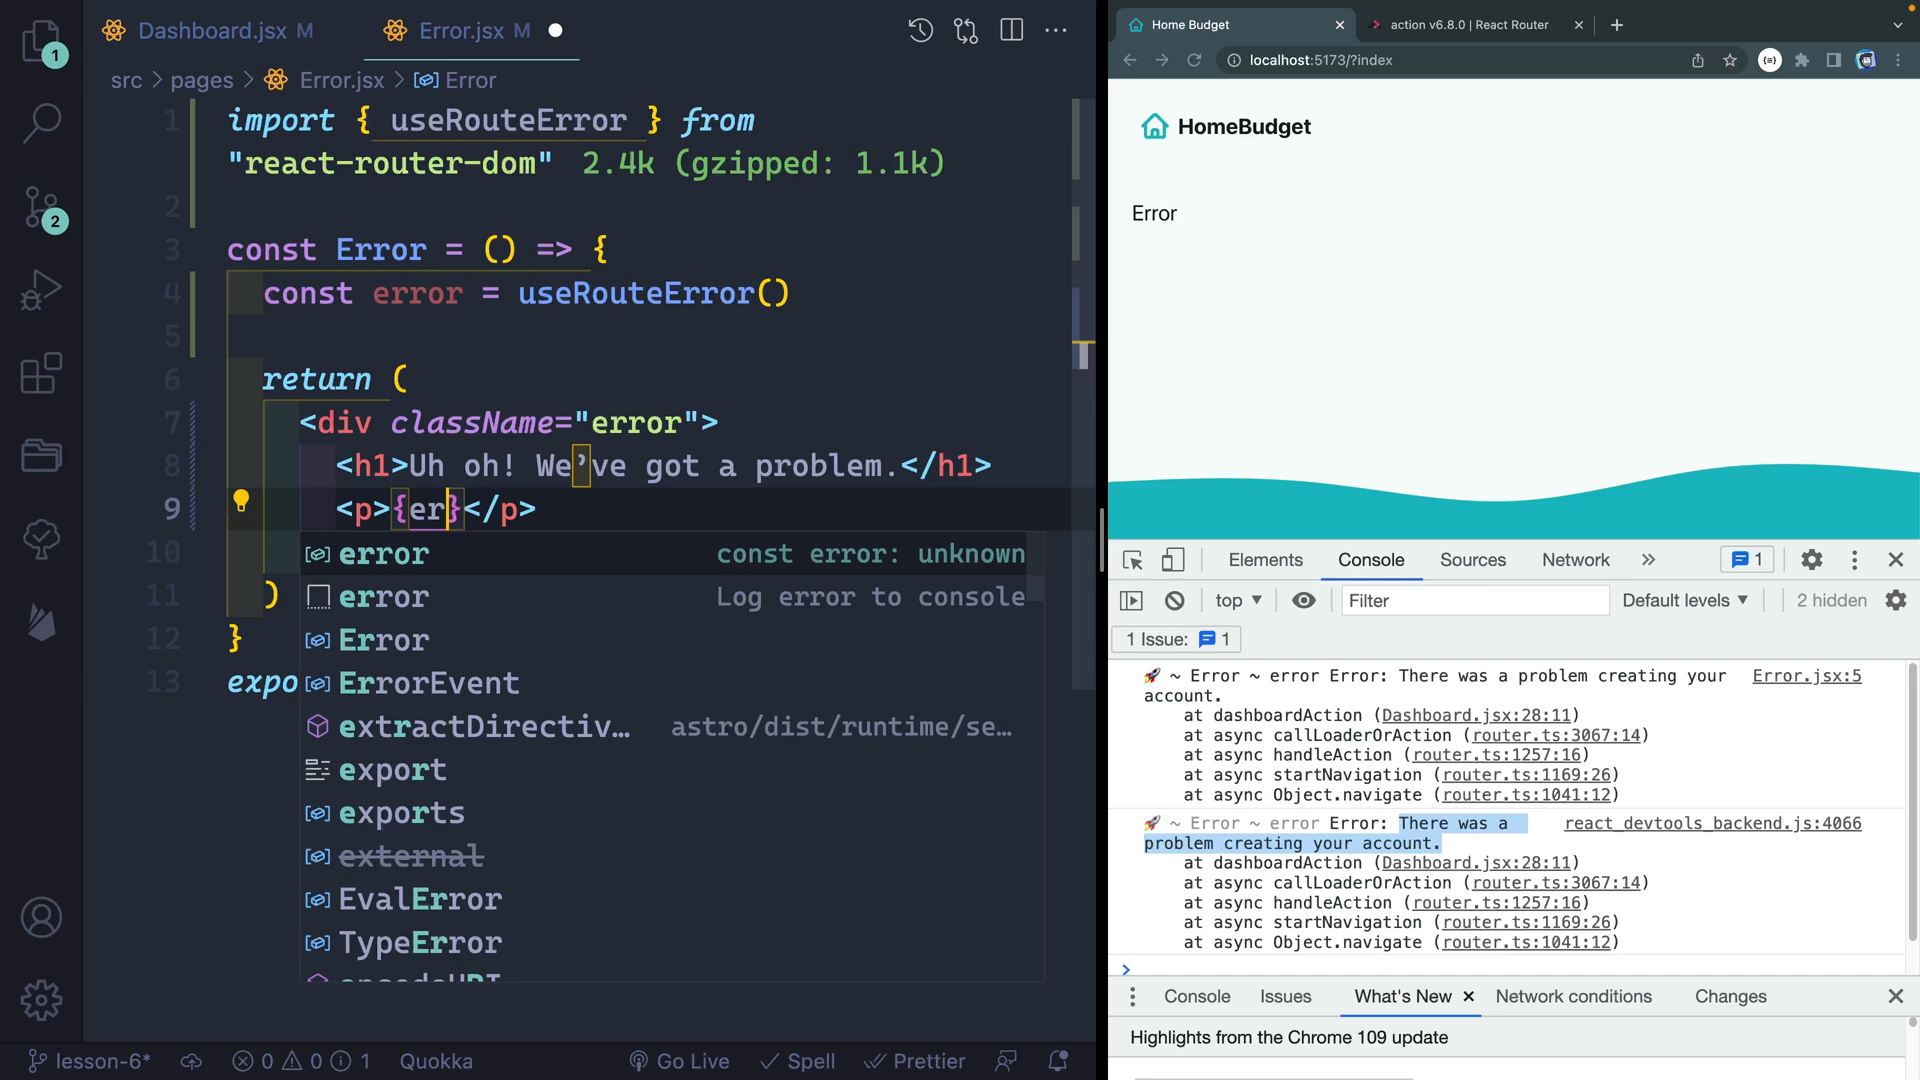 Dashboard.jsx M
Error.jsx M
src > pages > Error.jsx > Error
1 import { useRouteError } from
"react-router-dom" 2.4k (gzipped: 1.1k)
2
3 const Error = () => {
4 const error = useRouteError()
5
6 return (
7 <div className="error">
8 <h1>Uh oh! We’ve got a problem.</h1>
9 <p>{er}</p>
10
11 )
12 }
13 expo
error const error: unknown
error Log error to console
Error
ErrorEvent
extractDirectiv... astro/dist/runtime/se...
export
exports
external
EvalError
TypeError
encodeURI
1
2
lesson-6* 0 0 1 Quokka Go Live Spell Prettier
Home Budget
action v6.8.0 | React Router
localhost:5173/?index
HomeBudget
Error
Elements Console Sources Network » 1
top Filter Default levels 2 hidden
1 Issue: 1
🚀 ~ Error ~ error Error: There was a problem creating your Error.jsx:5
account.
at dashboardAction (Dashboard.jsx:28:11)
at async callLoaderOrAction (router.ts:3067:14)
at async handleAction (router.ts:1257:16)
at async startNavigation (router.ts:1169:26)
at async Object.navigate (router.ts:1041:12)
🚀 ~ Error ~ error Error: There was a react_devtools_backend.js:4066
problem creating your account.
at dashboardAction (Dashboard.jsx:28:11)
at async callLoaderOrAction (router.ts:3067:14)
at async handleAction (router.ts:1257:16)
at async startNavigation (router.ts:1169:26)
at async Object.navigate (router.ts:1041:12)
>
Console Issues What's New Network conditions Changes
Highlights from the Chrome 109 update